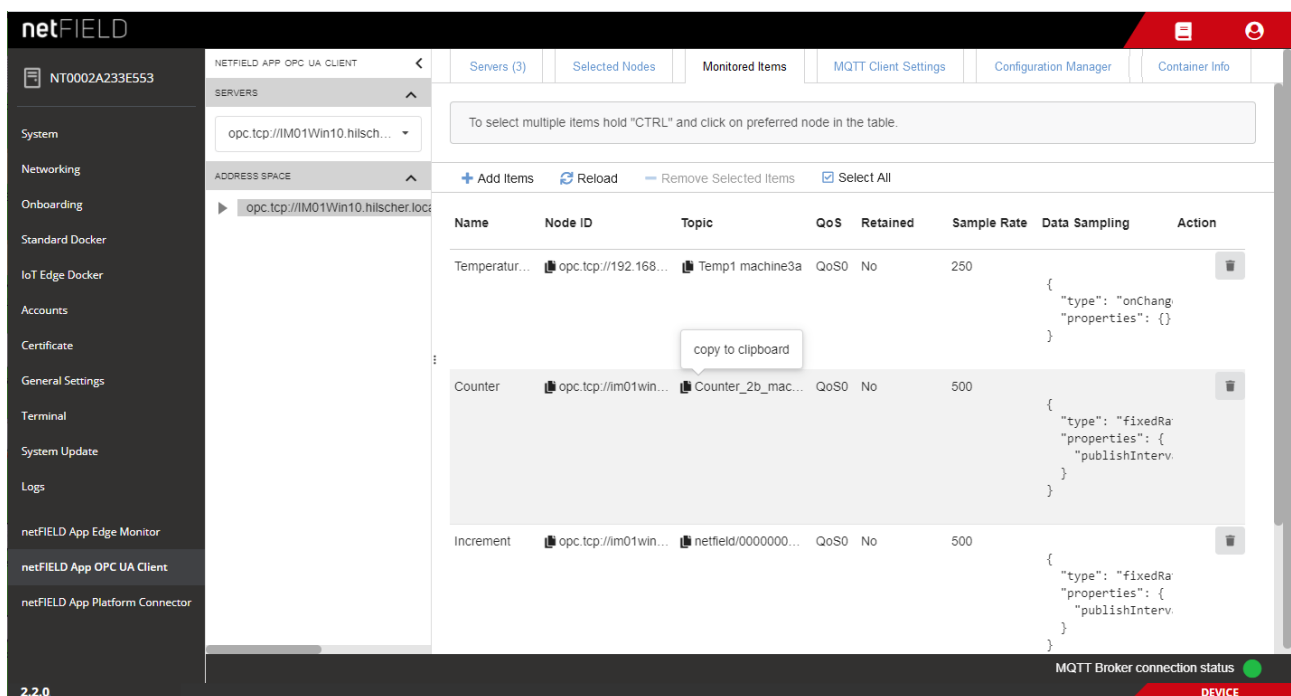 netFIELD
NT0002A233E553
System
Networking
Onboarding
Standard Docker
IoT Edge Docker
Accounts
Certificate
General Settings
Terminal
System Update
Logs
netFIELD App Edge Monitor
netFIELD App OPC UA Client
netFIELD App Platform Connector
2.2.0
NETFIELD APP OPC UA CLIENT
SERVERS
opc.tcp://IM01Win10.hilsch...
ADDRESS SPACE
opc.tcp://IM01Win10.hilscher.loca
Servers (3) Selected Nodes Monitored Items MQTT Client Settings Configuration Manager Container Info
To select multiple items hold "CTRL" and click on preferred node in the table.
Add Items Reload Remove Selected Items Select All
Name Node ID Topic QoS Retained Sample Rate Data Sampling Action
Temperatur... opc.tcp://192.168... Temp1 machine3a QoS0 No 250
{
"type": "onChang
"properties": {}
}
copy to clipboard
Counter opc.tcp://im01win... Counter_2b_mac... QoS0 No 500
{
"type": "fixedRa
"properties": {
"publishInterv
}
}
Increment opc.tcp://im01win... netfield/0000000... QoS0 No 500
{
"type": "fixedRa
"properties": {
"publishInterv
}
}
MQTT Broker connection status
DEVICE